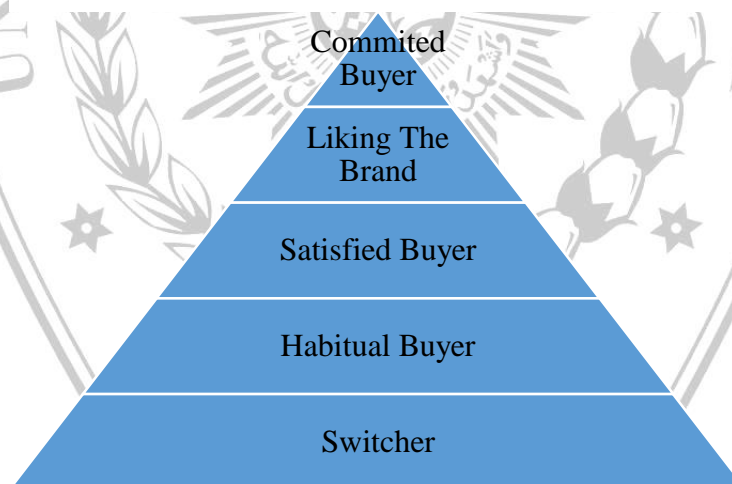 Commited
Buyer
Liking The
Brand
Satisfied Buyer
Habitual Buyer
Switcher